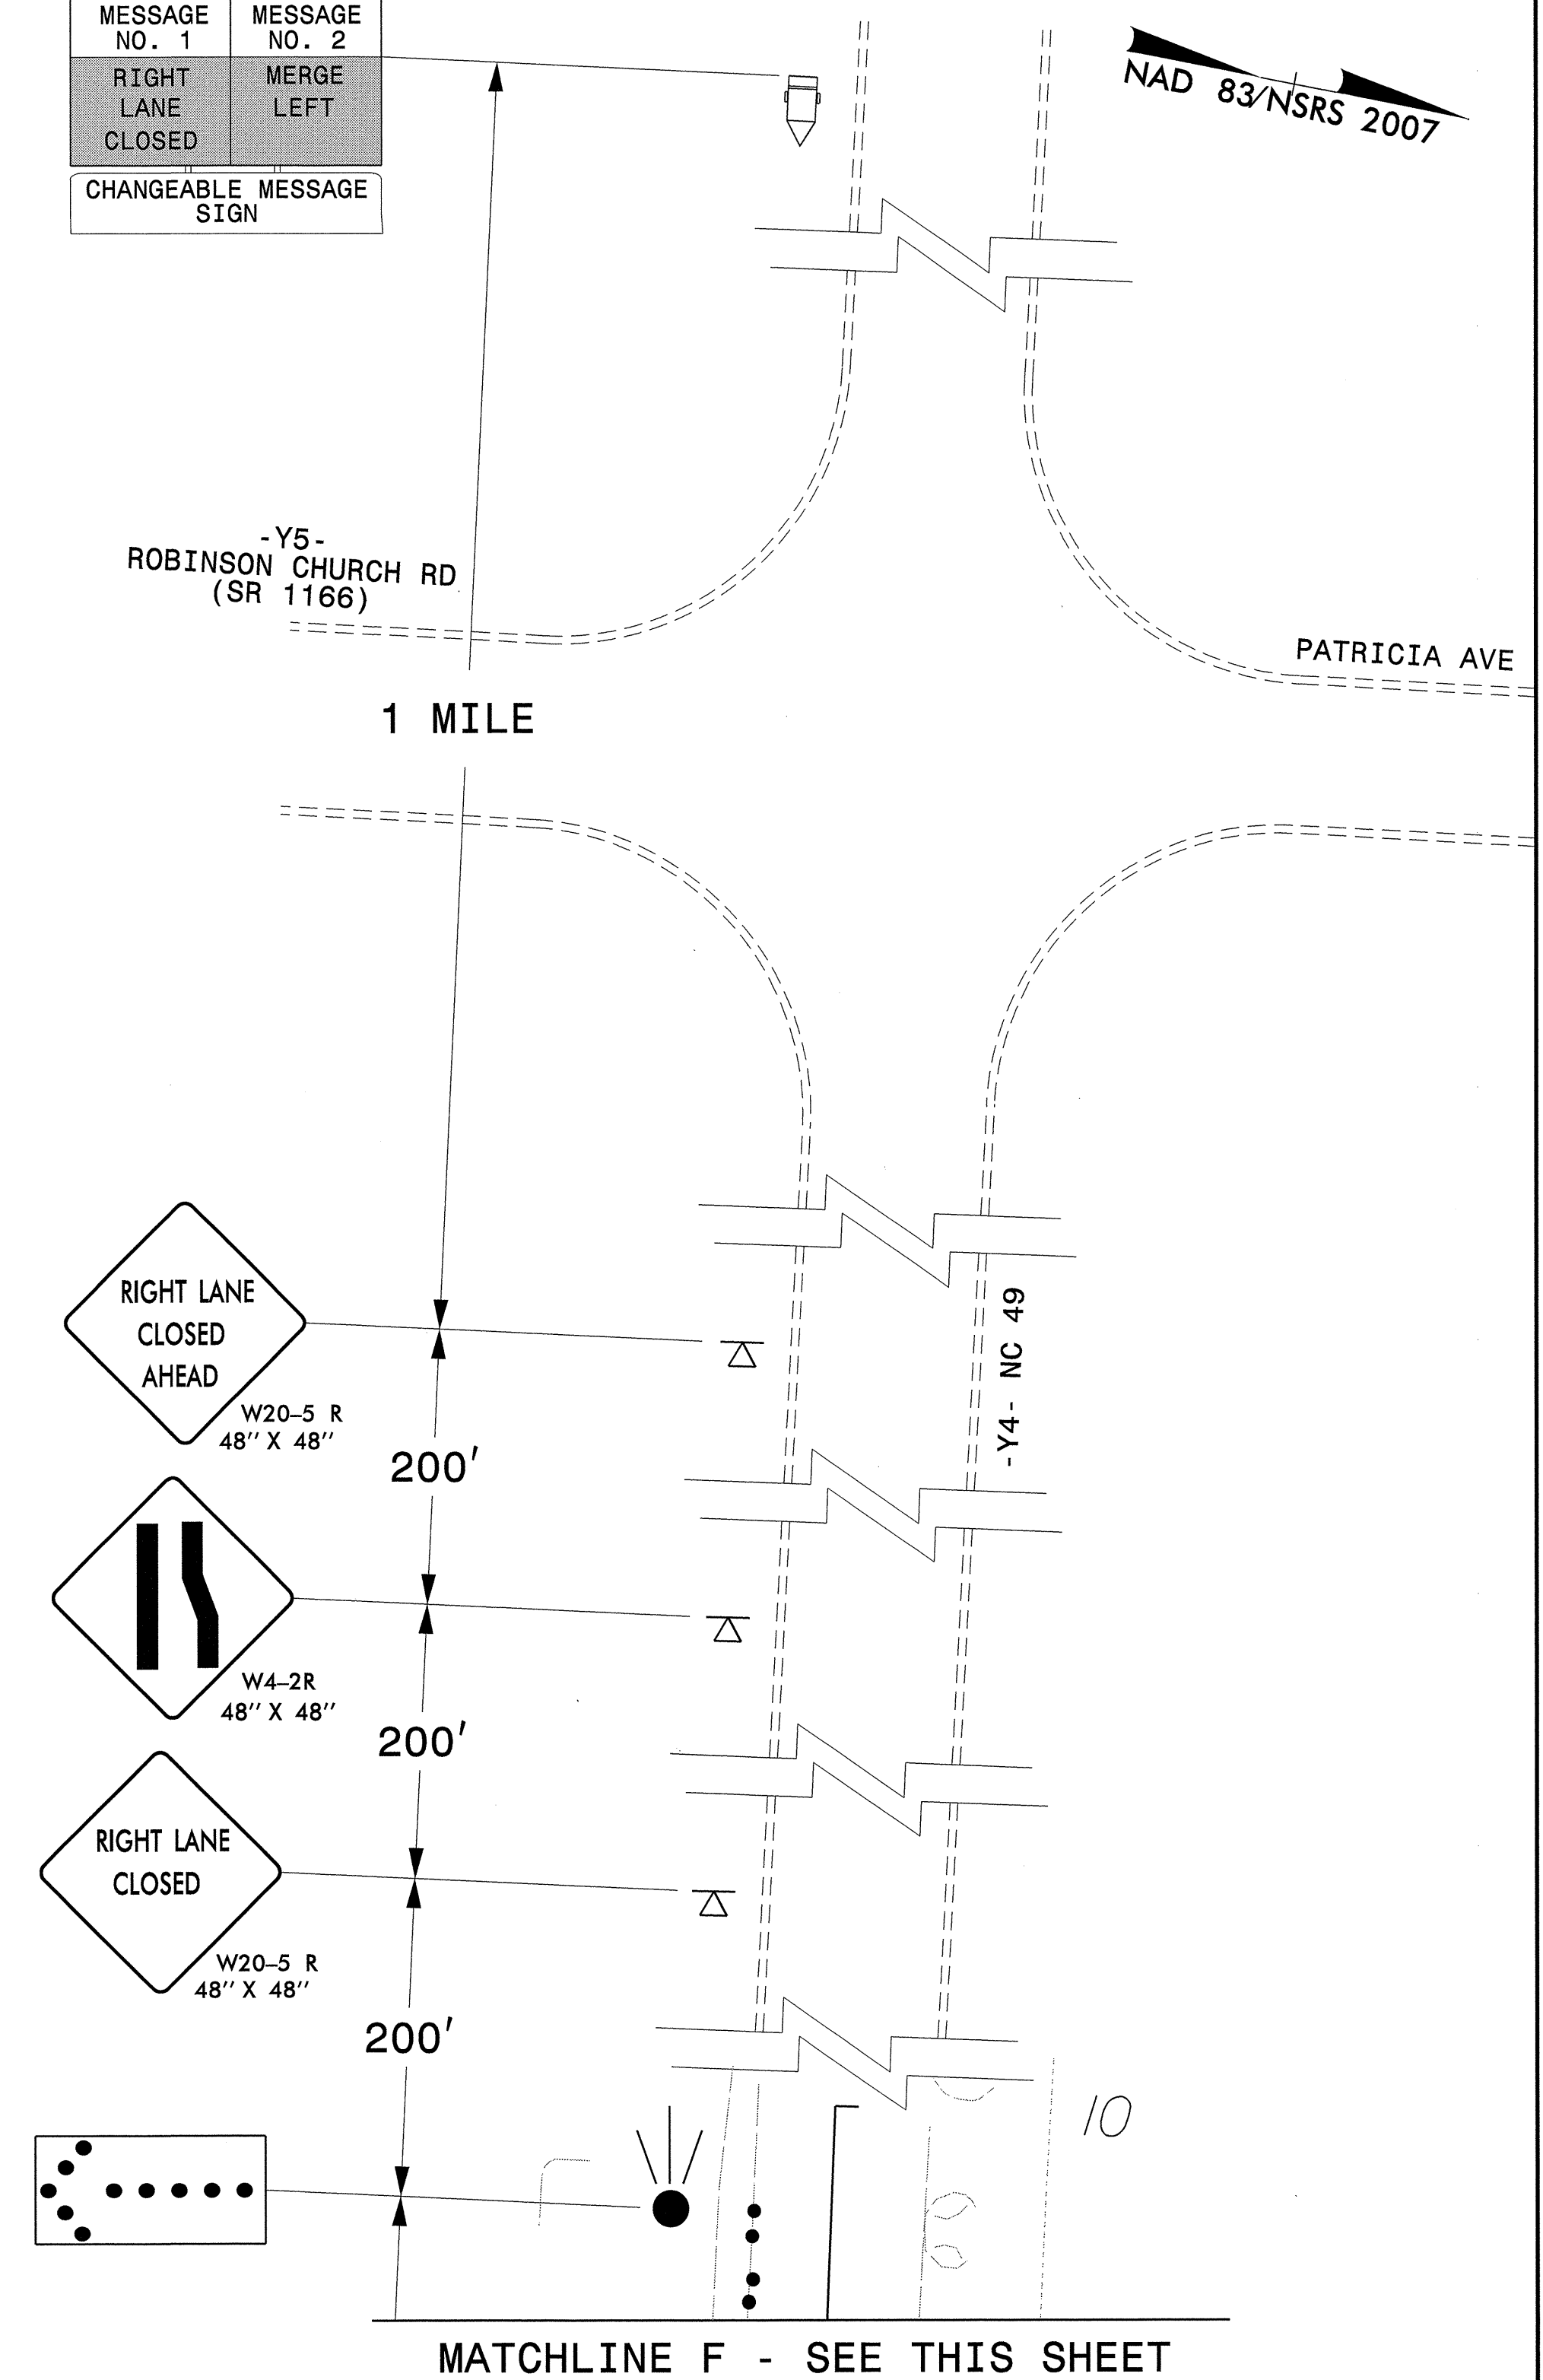 MESSAGE NO. 1
MESSAGE NO. 2
RIGHT
LANE
CLOSED
MERGE
LEFT
CHANGEABLE MESSAGE
SIGN
NAD 83/NSRS 2007
-Y5-
ROBINSON CHURCH RD
(SR 1166)
PATRICIA AVE
1 MILE
RIGHT LANE
CLOSED
AHEAD
W20-5 R
48" X 48"
-Y4- NC 49
200'
W4-2R
48" X 48"
200'
RIGHT LANE
CLOSED
W20-5 R
48" X 48"
200'
10
MATCHLINE F - SEE THIS SHEET